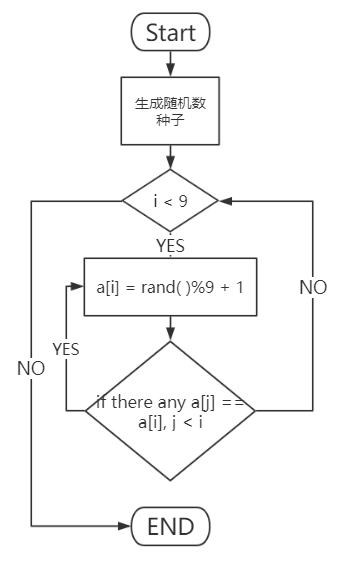 Start
生成随机数
种子
i < 9
YES
a[i] = rand( )%9 + 1
NO
YES
NO
if there any a[j] ==
a[i], j < i
END